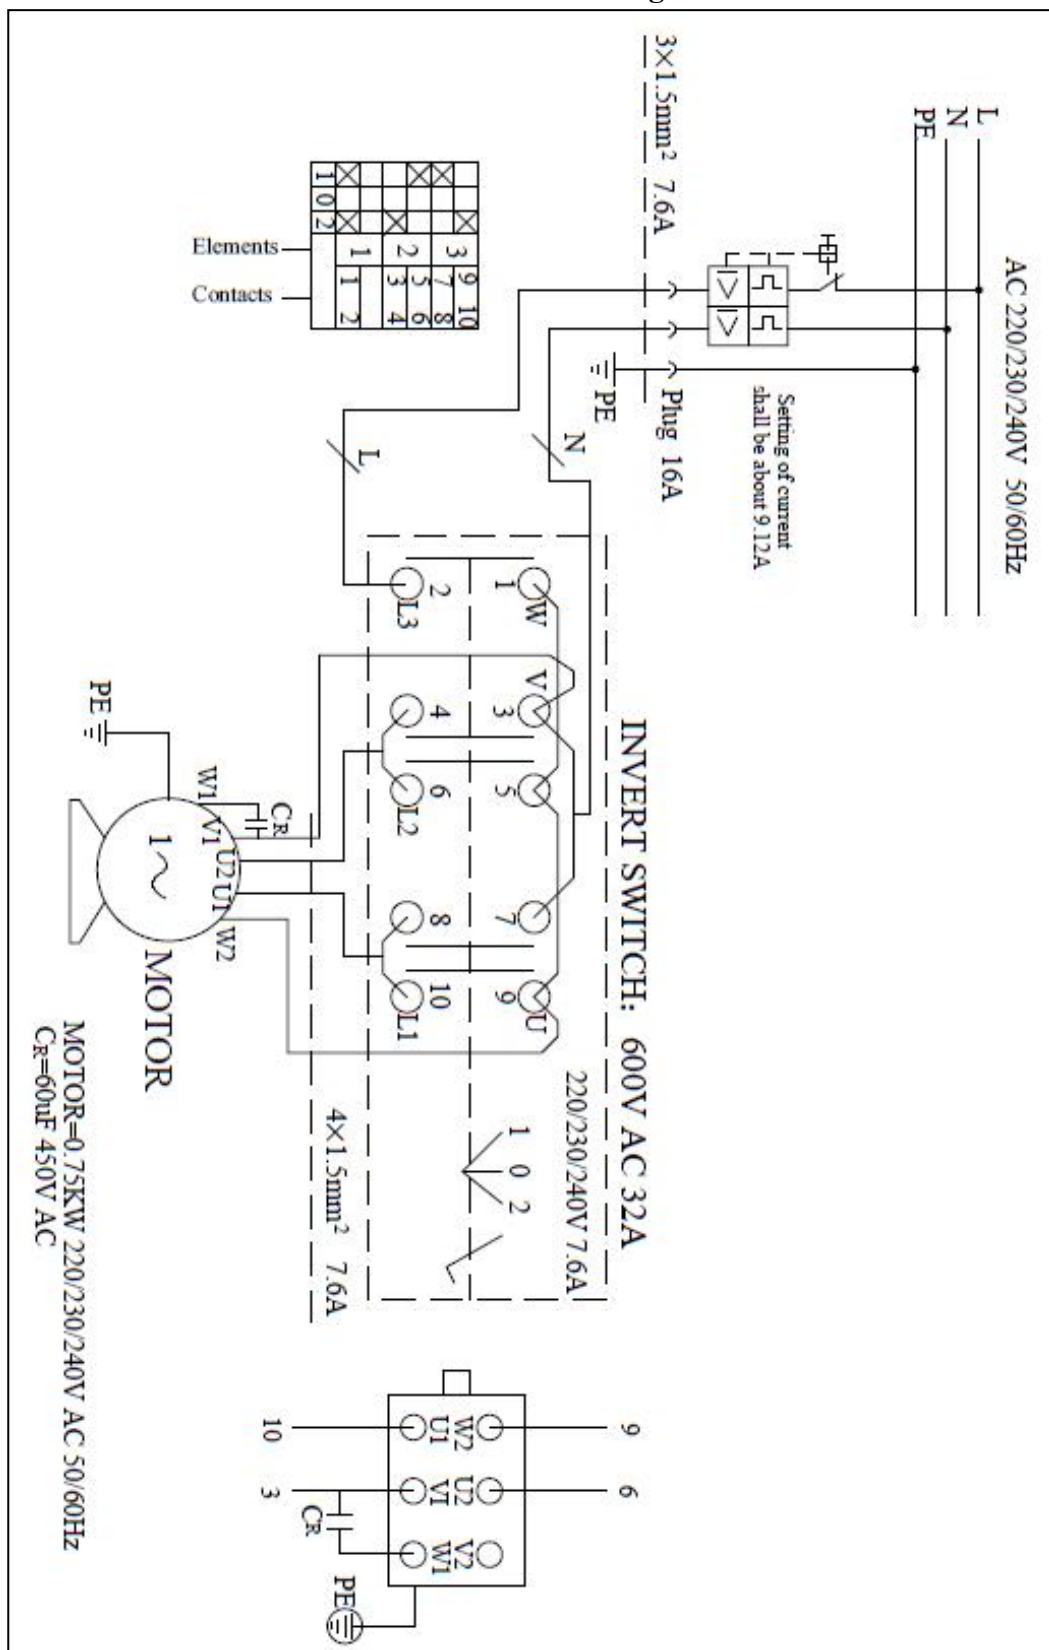 L
N
PE
AC 220/230/240V 50/60Hz
3×1.5mm² 7.6A
Setting of current
shall be about 9.12A
PE
Plug 16A
1 0 2
1 2 3
1 3 5 7 9
2 4 6 8 10
Elements
Contacts
L
N
INVERT SWITCH: 600V AC 32A
220/230/240V 7.6A
1 W
2 L3
V
3
4
5
6 L2
7
8
9 U
10 L1
1 0 2
4×1.5mm² 7.6A
PE
W1
CR
V1
U2
U1
W2
1~
MOTOR
MOTOR=0.75KW 220/230/240V AC 50/60Hz
CR=60uF 450V AC
9
6
W2 U2 V2
U1 VI W1
10
3
CR
PE